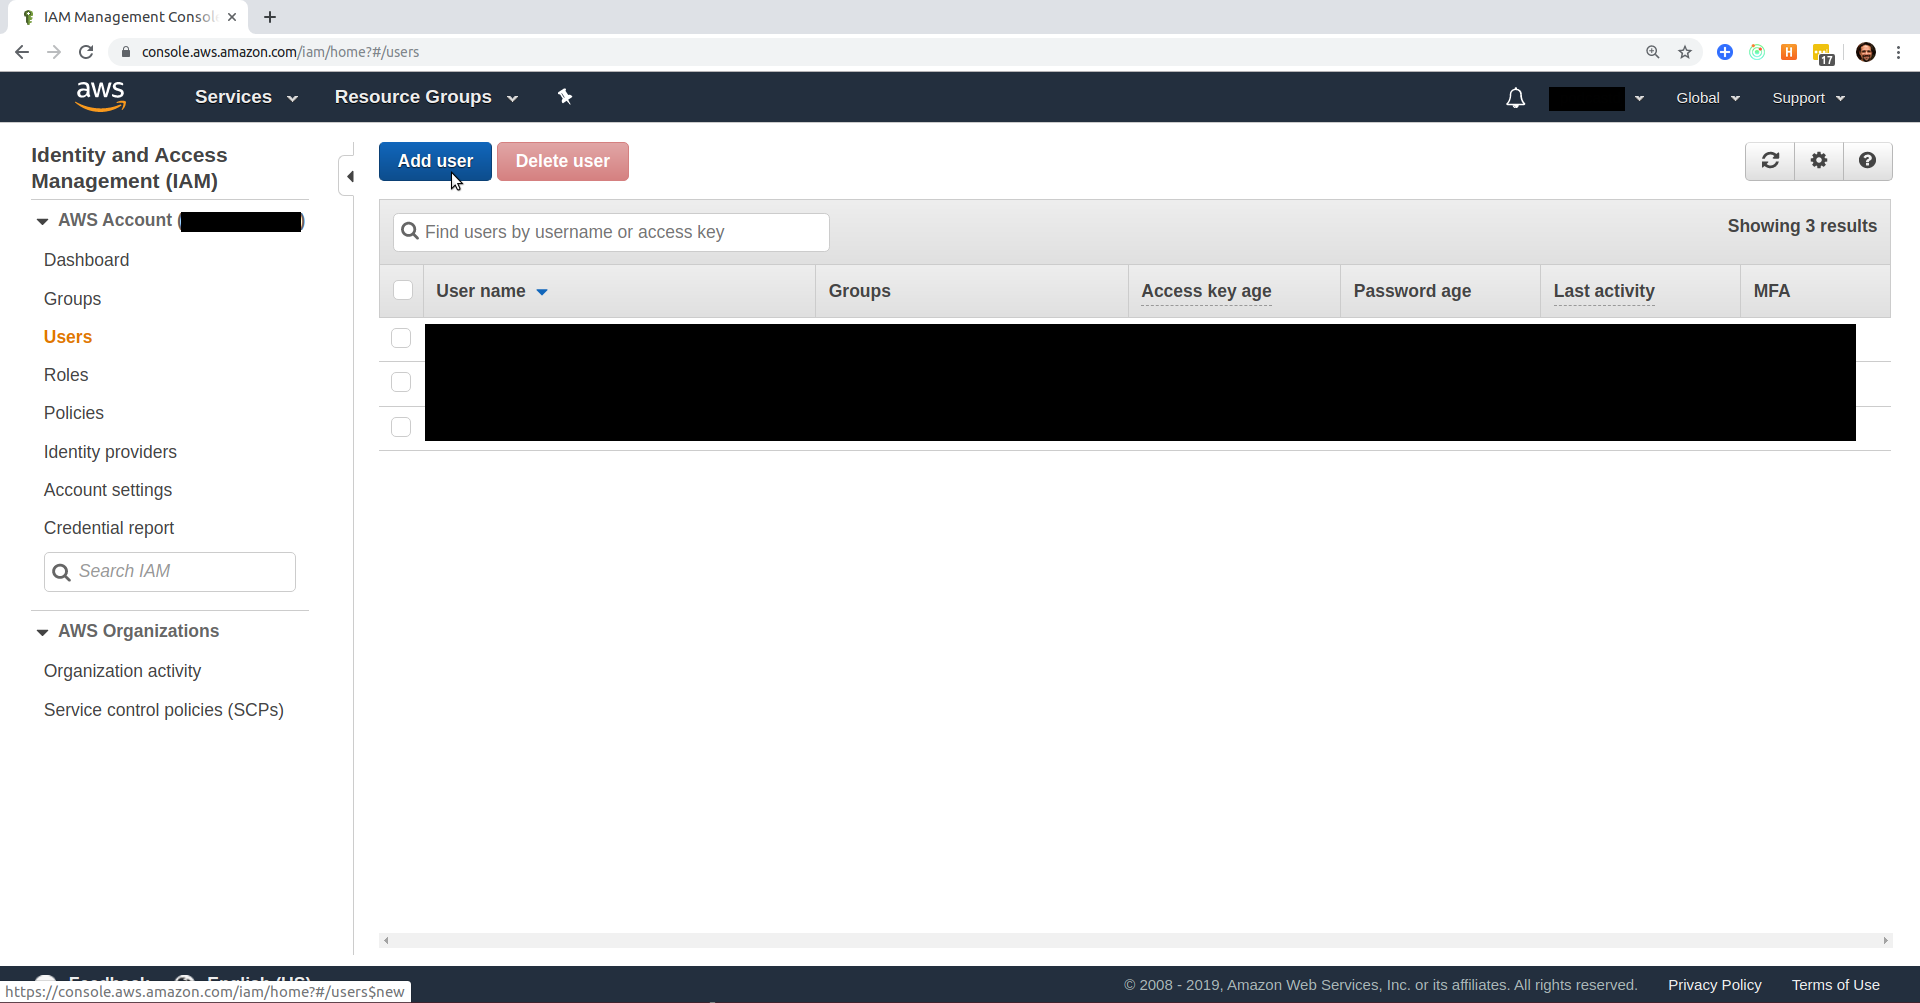 IAM Management Consol
console.aws.amazon.com/iam/home?#/users
17
aws
Services
Resource Groups
Global
Support
Identity and Access
Management (IAM)
AWS Account (
)
Dashboard
Groups
Users
Roles
Policies
Identity providers
Account settings
Credential report
Search IAM
AWS Organizations
Organization activity
Service control policies (SCPs)
Add user
Delete user
Find users by username or access key
Showing 3 results
User name
Groups
Access key age
Password age
Last activity
MFA
Feedback
English (US)
https://console.aws.amazon.com/iam/home?#/users$new
© 2008 - 2019, Amazon Web Services, Inc. or its affiliates. All rights reserved.
Privacy Policy
Terms of Use